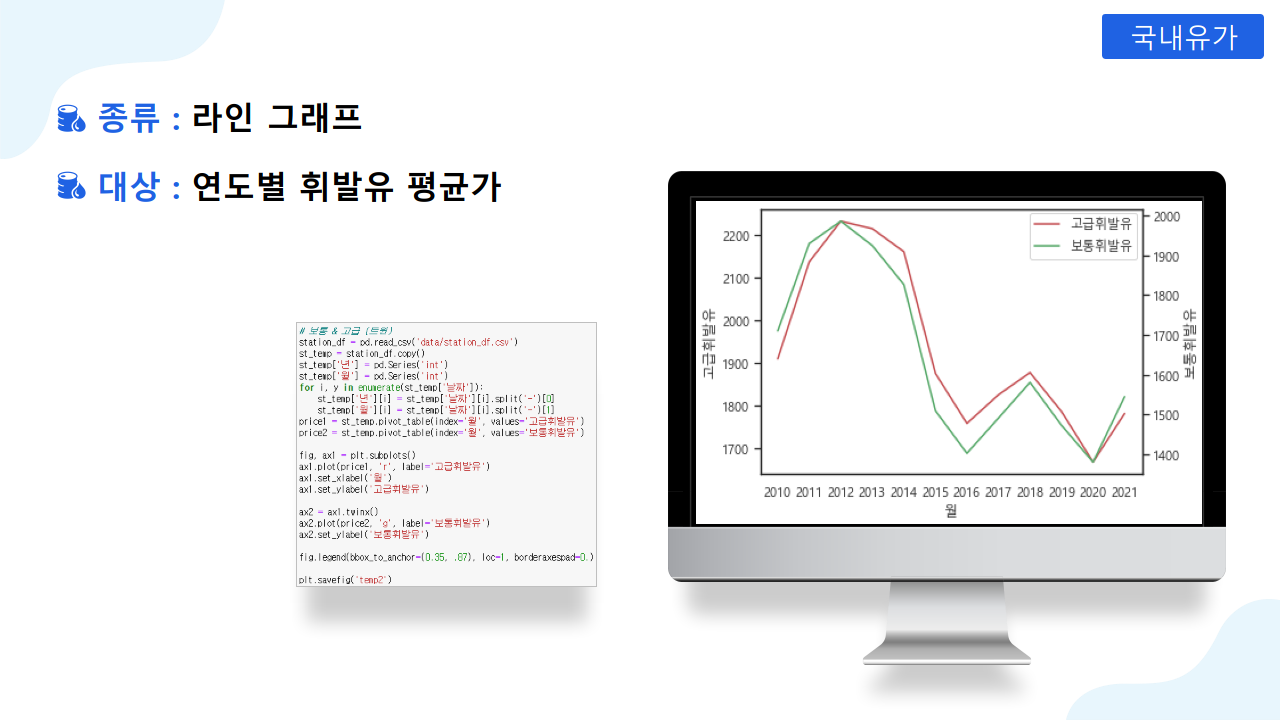 국내유가
종류 : 라인 그래프
대상 : 연도별 휘발유 평균가
# 보통 & 고급 (트윈)
station_df = pd.read_csv('data/station_df.csv')
st_temp = station_df.copy()
st_temp['년'] = pd.Series('int')
st_temp['월'] = pd.Series('int')
for i, y in enumerate(st_temp['날짜']):
    st_temp['년'][i] = st_temp['날짜'][i].split('-')[0]
    st_temp['월'][i] = st_temp['날짜'][i].split('-')[1]
price1 = st_temp.pivot_table(index='월', values='고급휘발유')
price2 = st_temp.pivot_table(index='월', values='보통휘발유')
fig, ax1 = plt.subplots()
ax1.plot(price1, 'r', label='고급휘발유')
ax1.set_xlabel('월')
ax1.set_ylabel('고급휘발유')
ax2 = ax1.twinx()
ax2.plot(price2, 'g', label='보통휘발유')
ax2.set_ylabel('보통휘발유')
fig.legend(bbox_to_anchor=(0.35, .87), loc=1, borderaxespad=0.)
plt.savefig('temp2')
고급휘발유
보통휘발유
2200
2100
2000
1900
1800
1700
고급휘발유
2000
1900
1800
1700
1600
1500
1400
보통휘발유
2010 2011 2012 2013 2014 2015 2016 2017 2018 2019 2020 2021
월